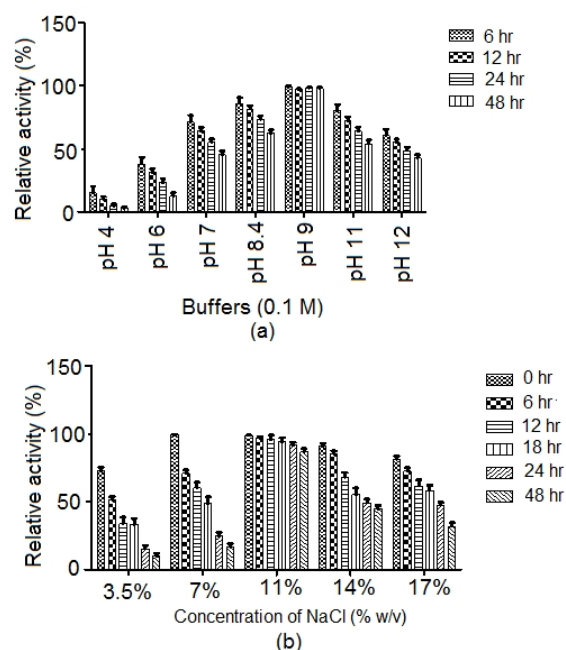 150
100
50
0
Relative activity (%)
6 hr
12 hr
24 hr
48 hr
pH 4
pH 6
pH 7
pH 8.4
pH 9
pH 11
pH 12
Buffers (0.1 M)
(a)
150
100
50
0
Relative activity (%)
0 hr
6 hr
12 hr
18 hr
24 hr
48 hr
3.5% 7% 11% 14% 17%
Concentration of NaCl (% w/v)
(b)